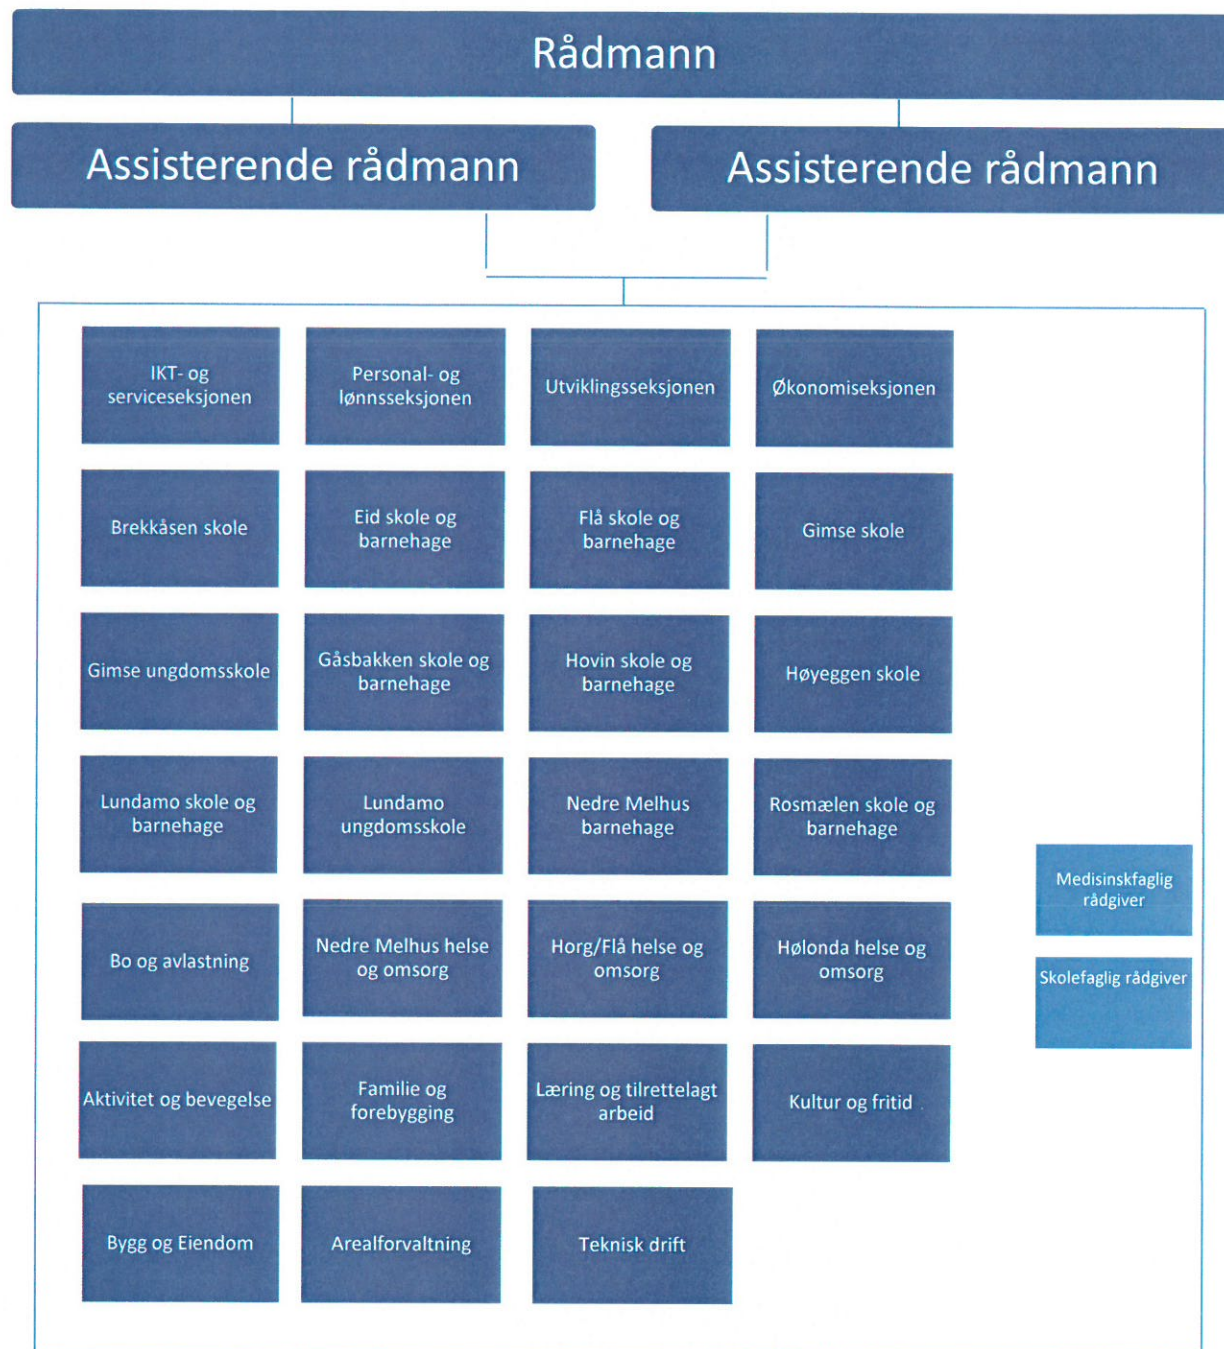 Rådmann
Assisterende rådmann
Assisterende rådmann
IKT- og
serviceseksjonen
Personal- og
lønnsseksjonen
Utviklingsseksjonen
Økonomiseksjonen
Brekkåsen skole
Eid skole og
barnehage
Flå skole og
barnehage
Gimse skole
Gimse ungdomsskole
Gåsbakken skole og
barnehage
Hovin skole og
barnehage
Høyeggen skole
Lundamo skole og
barnehage
Lundamo
ungdomsskole
Nedre Melhus
barnehage
Rosmælen skole og
barnehage
Medisinskfaglig
rådgiver
Bo og avlastning
Nedre Melhus helse
og omsorg
Horg/Flå helse og
omsorg
Hølonda helse og
omsorg
Skolefaglig rådgiver
Aktivitet og bevegelse
Familie og
forebygging
Læring og tilrettelagt
arbeid
Kultur og fritid
Bygg og Eiendom
Arealforvaltning
Teknisk drift